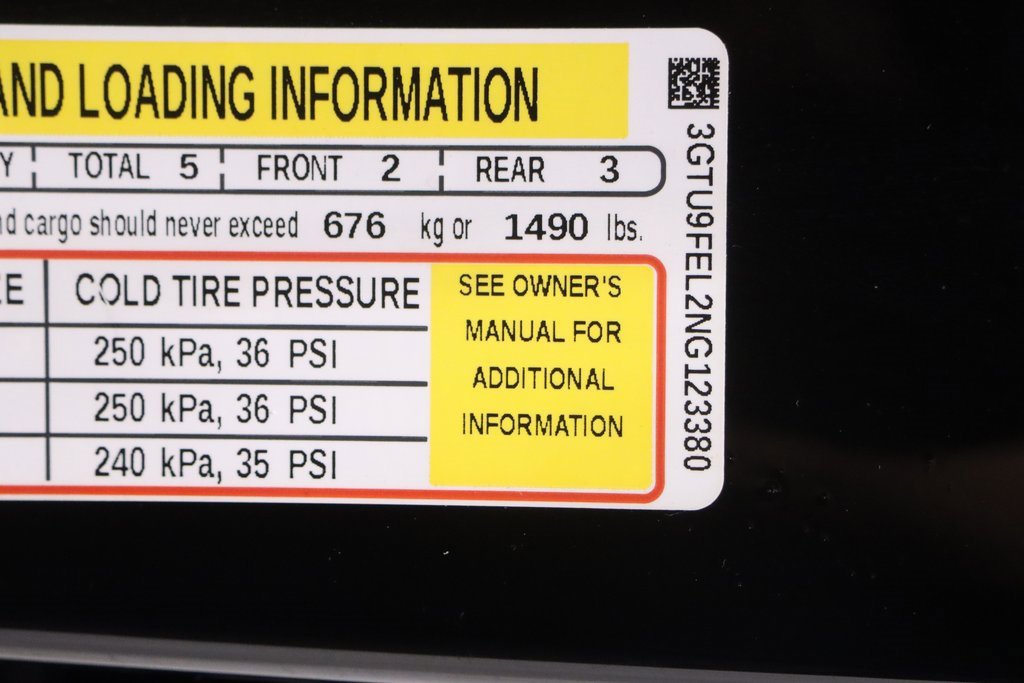 AND LOADING INFORMATION
Y TOTAL 5 FRONT 2 REAR 3
nd cargo should never exceed 676 kg or 1490 lbs.
ZE COLD TIRE PRESSURE
250 kPa, 36 PSI
250 kPa, 36 PSI
240 kPa, 35 PSI
SEE OWNER'S
MANUAL FOR
ADDITIONAL
INFORMATION
3GTU9FEL2NG123380